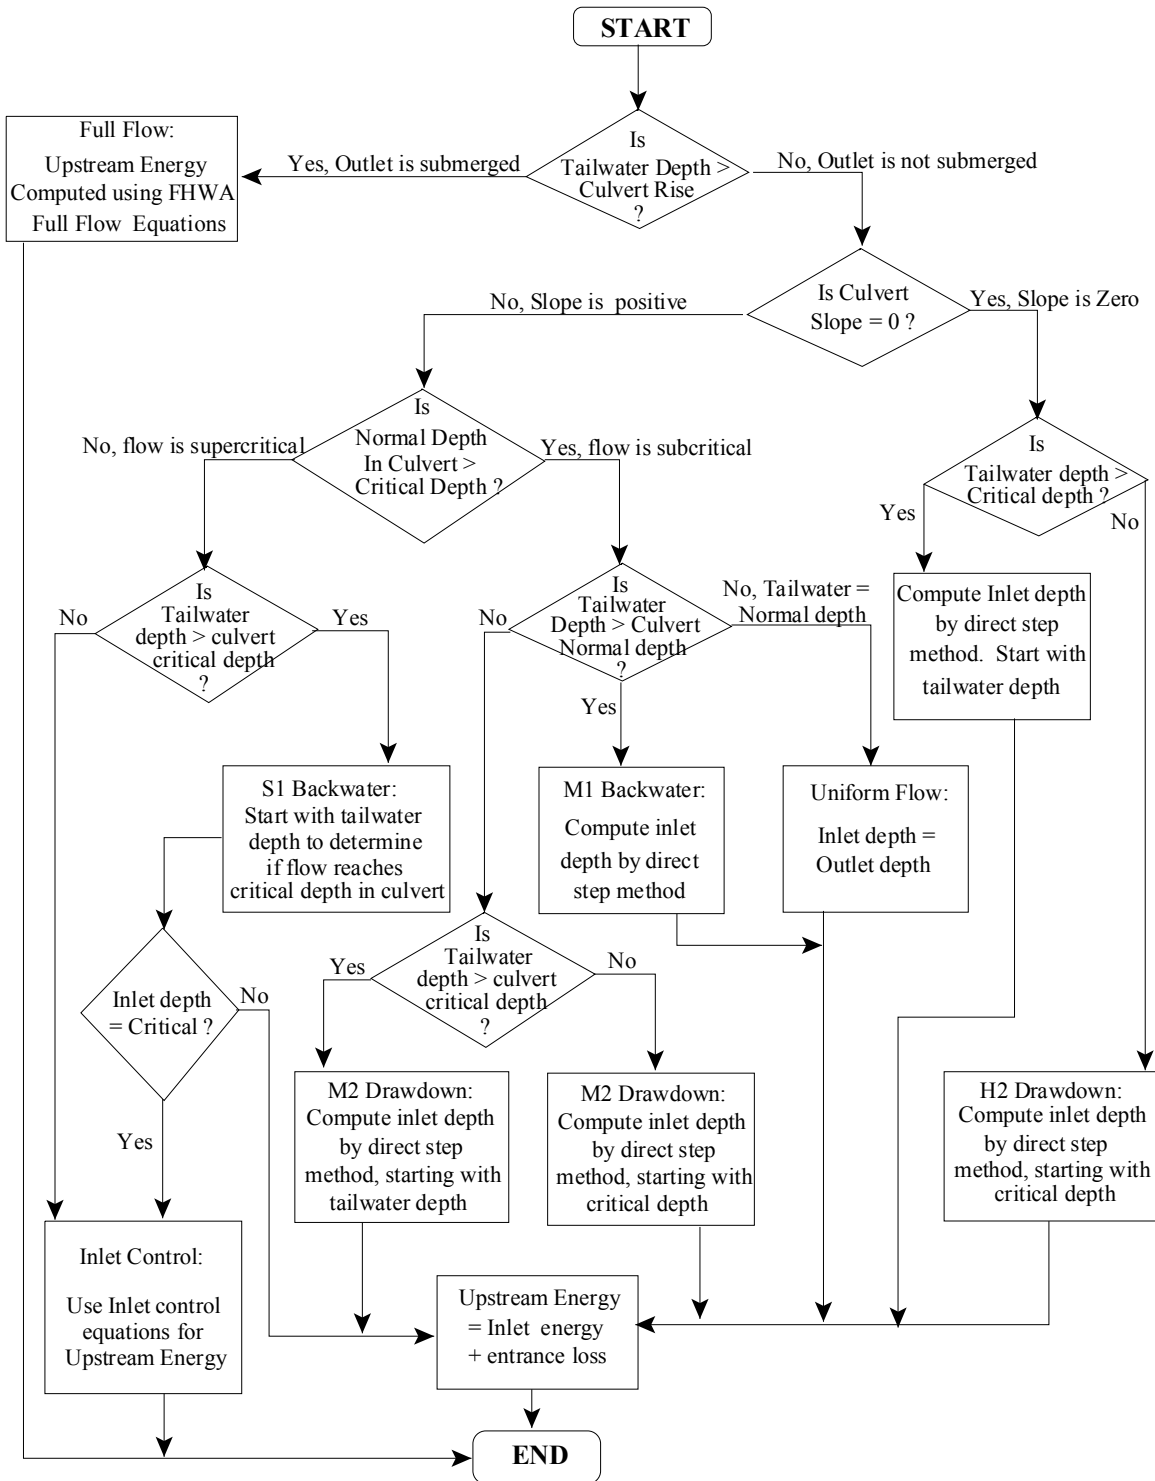 START
Full Flow:
Upstream Energy
Computed using FHWA
Full Flow Equations
Yes, Outlet is submerged
Is
Tailwater Depth >
Culvert Rise
?
No, Outlet is not submerged
No, Slope is positive
Is Culvert
Slope = 0 ?
Yes, Slope is Zero
No, flow is supercritical
Is
Normal Depth
In Culvert >
Critical Depth ?
Yes, flow is subcritical
Is
Tailwater depth >
Critical depth ?
Yes
No
No
Is
Tailwater
depth > culvert
critical depth
?
Yes
No
Is
Tailwater
Depth > Culvert
Normal depth
?
No, Tailwater =
Normal depth
Yes
Compute Inlet depth
by direct step
method. Start with
tailwater depth
S1 Backwater:
Start with tailwater
depth to determine
if flow reaches
critical depth in culvert
M1 Backwater:
Compute inlet
depth by direct
step method
Uniform Flow:
Inlet depth =
Outlet depth
Inlet depth
= Critical ?
No
Yes
Yes
Is
Tailwater
depth > culvert
critical depth
?
No
M2 Drawdown:
Compute inlet depth
by direct step
method, starting with
tailwater depth
M2 Drawdown:
Compute inlet depth
by direct step
method, starting with
critical depth
H2 Drawdown:
Compute inlet depth
by direct step
method, starting with
critical depth
Inlet Control:
Use Inlet control
equations for
Upstream Energy
Upstream Energy
= Inlet energy
+ entrance loss
END